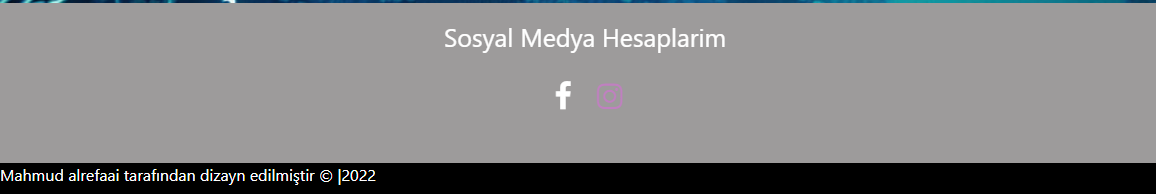 Sosyal Medya Hesaplarim
Mahmud alrefaai tarafından dizayn edilmiştir © |2022